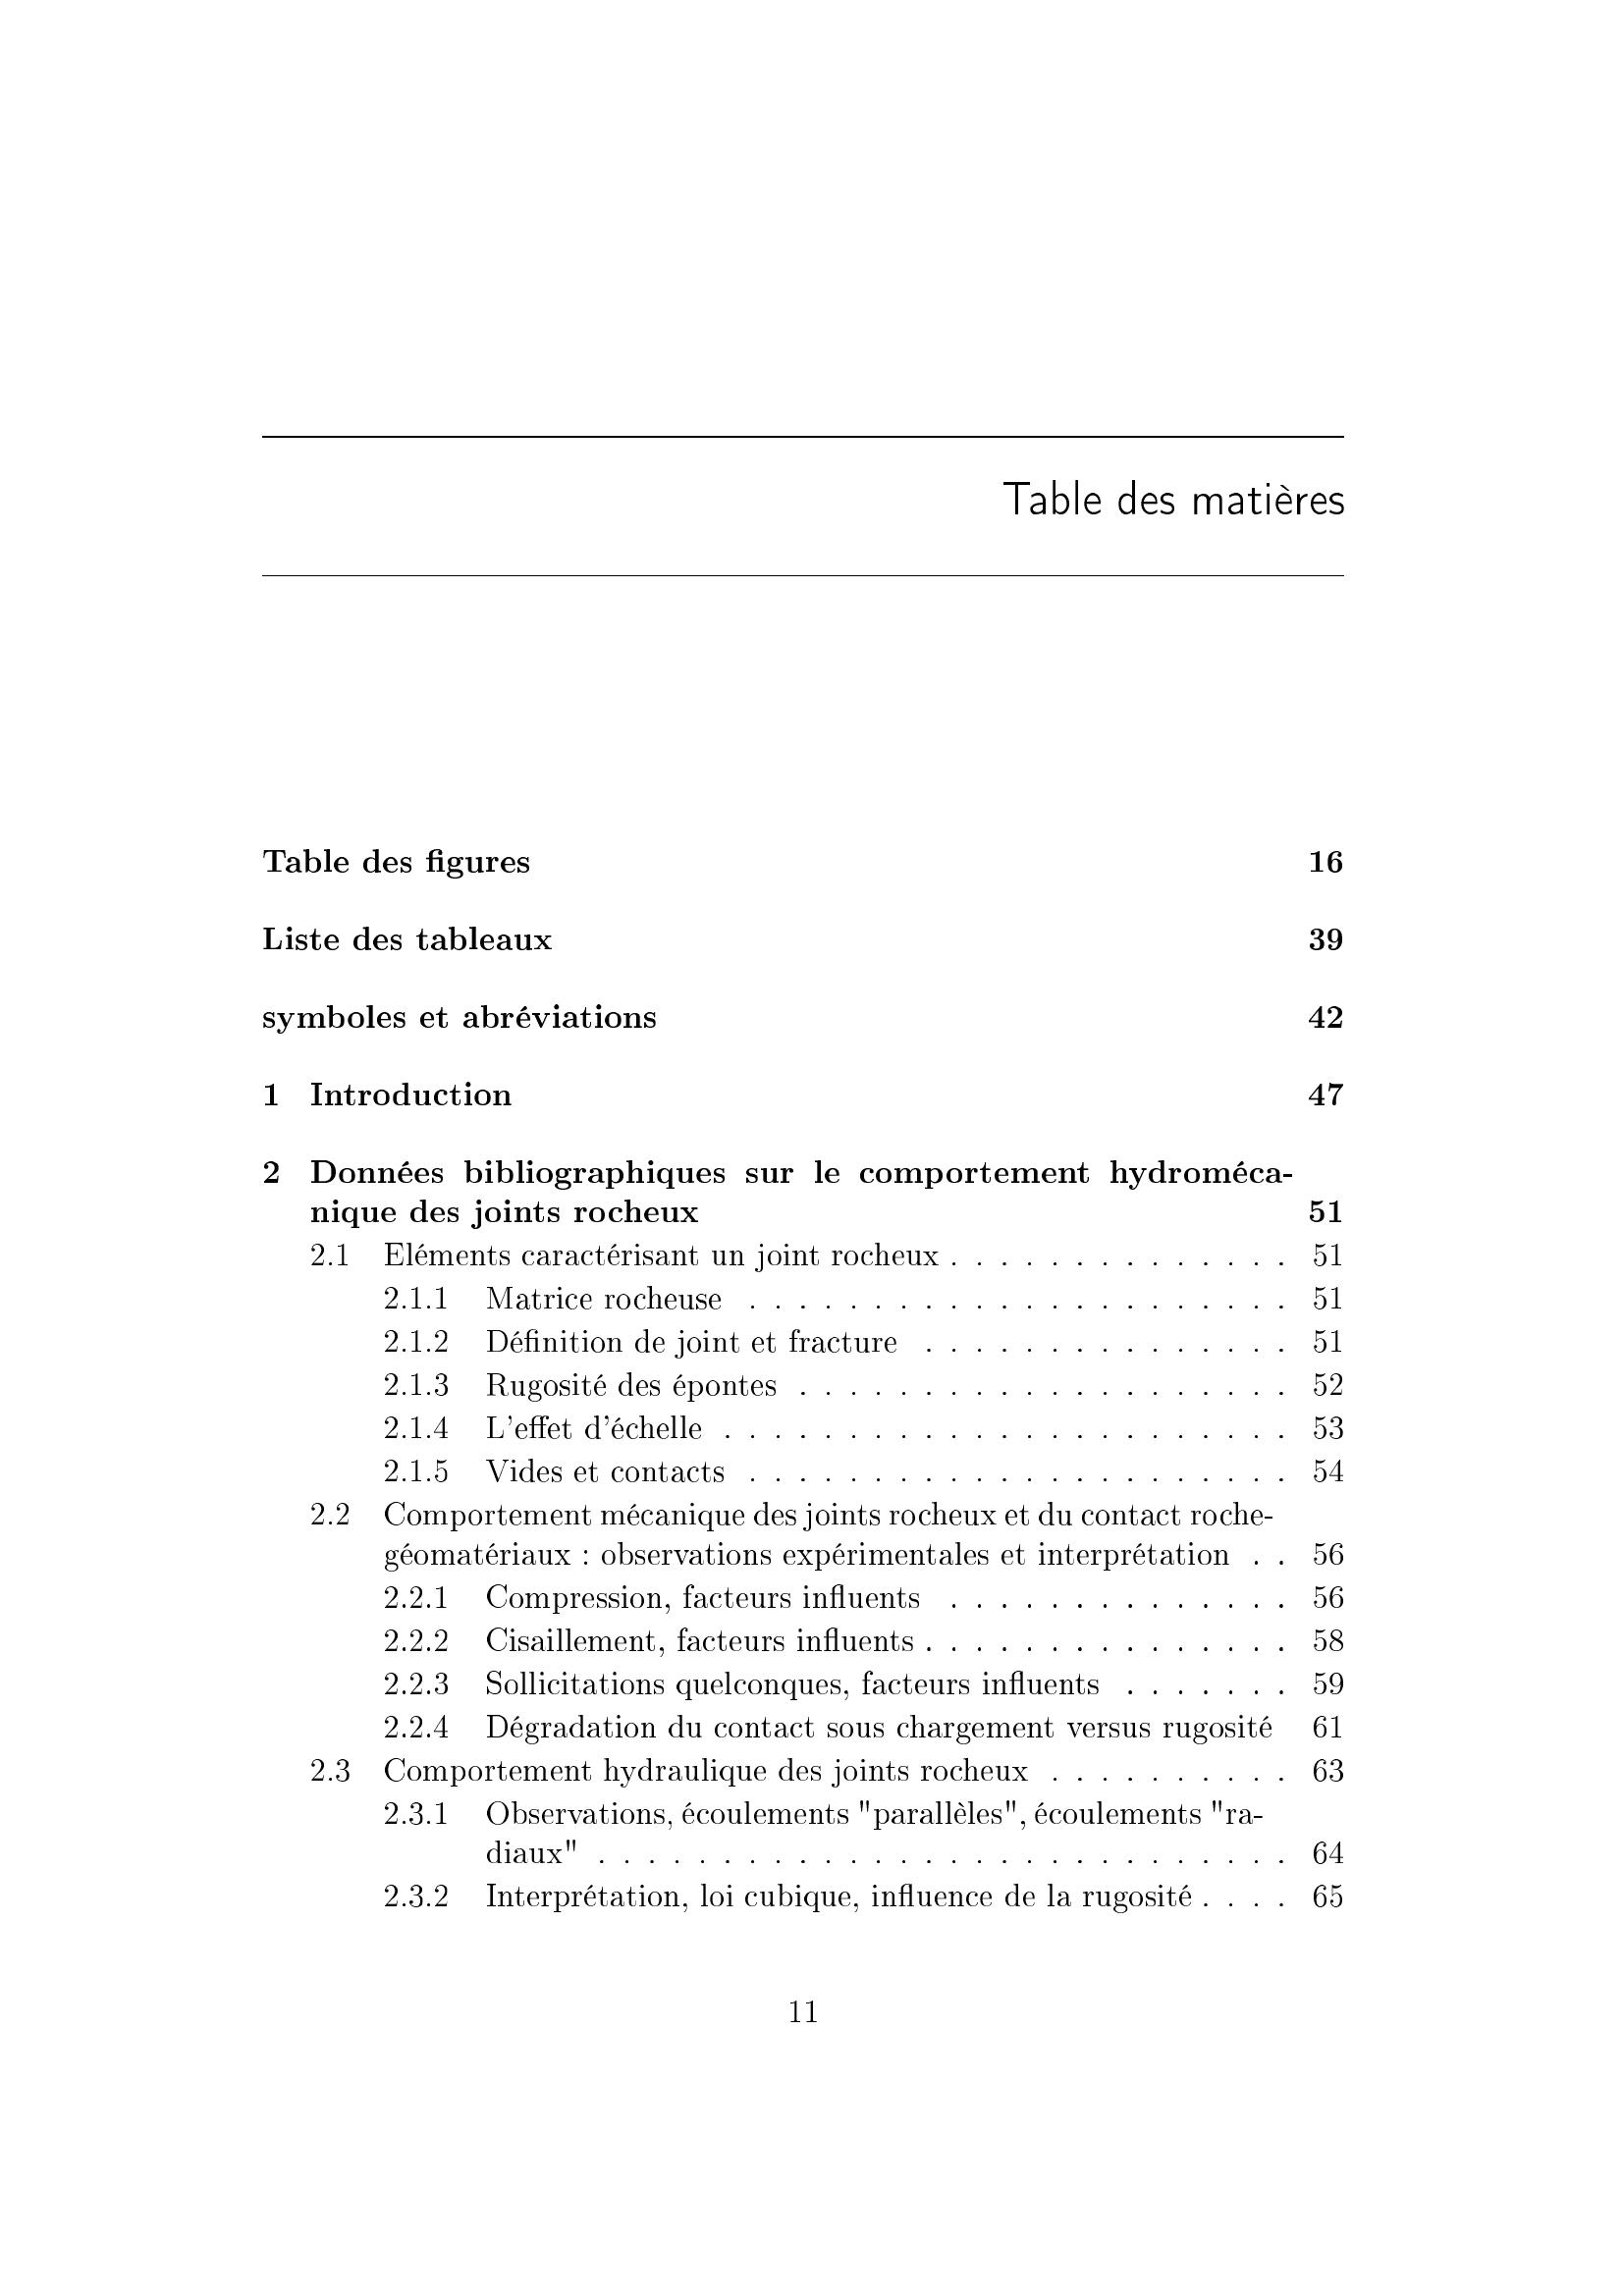 Table des matières
Table des figures 16
Liste des tableaux 39
symboles et abréviations 42
1 Introduction 47
2 Données bibliographiques sur le comportement hydroméca-
nique des joints rocheux 51
2.1 Eléments caractérisant un joint rocheux . . . . . . . . . . . . . . 51
2.1.1 Matrice rocheuse . . . . . . . . . . . . . . . . . . . . . . 51
2.1.2 Définition de joint et fracture . . . . . . . . . . . . . . . 51
2.1.3 Rugosité des épontes . . . . . . . . . . . . . . . . . . . . 52
2.1.4 L'effet d'échelle . . . . . . . . . . . . . . . . . . . . . . . 53
2.1.5 Vides et contacts . . . . . . . . . . . . . . . . . . . . . . 54
2.2 Comportement mécanique des joints rocheux et du contact roche-
géomatériaux : observations expérimentales et interprétation . . 56
2.2.1 Compression, facteurs influents . . . . . . . . . . . . . . 56
2.2.2 Cisaillement, facteurs influents . . . . . . . . . . . . . . . 58
2.2.3 Sollicitations quelconques, facteurs influents . . . . . . . 59
2.2.4 Dégradation du contact sous chargement versus rugosité 61
2.3 Comportement hydraulique des joints rocheux . . . . . . . . . . 63
2.3.1 Observations, écoulements "parallèles", écoulements "ra-
diaux" . . . . . . . . . . . . . . . . . . . . . . . . . . . . 64
2.3.2 Interprétation, loi cubique, influence de la rugosité . . . . 65
11